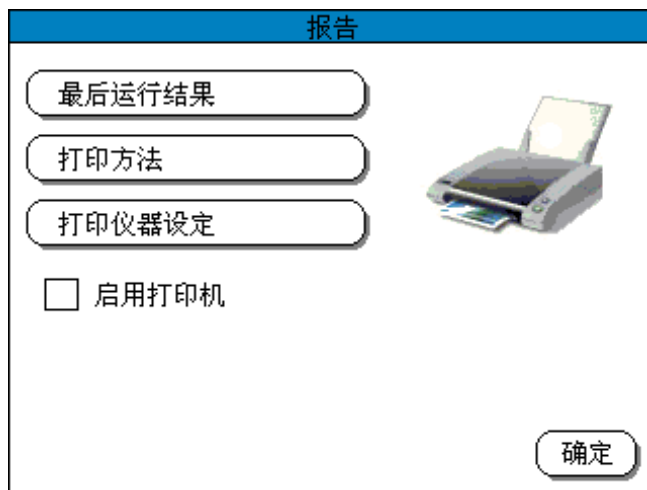 报告
最后运行结果
打印方法
打印仪器设定
启用打印机
确定